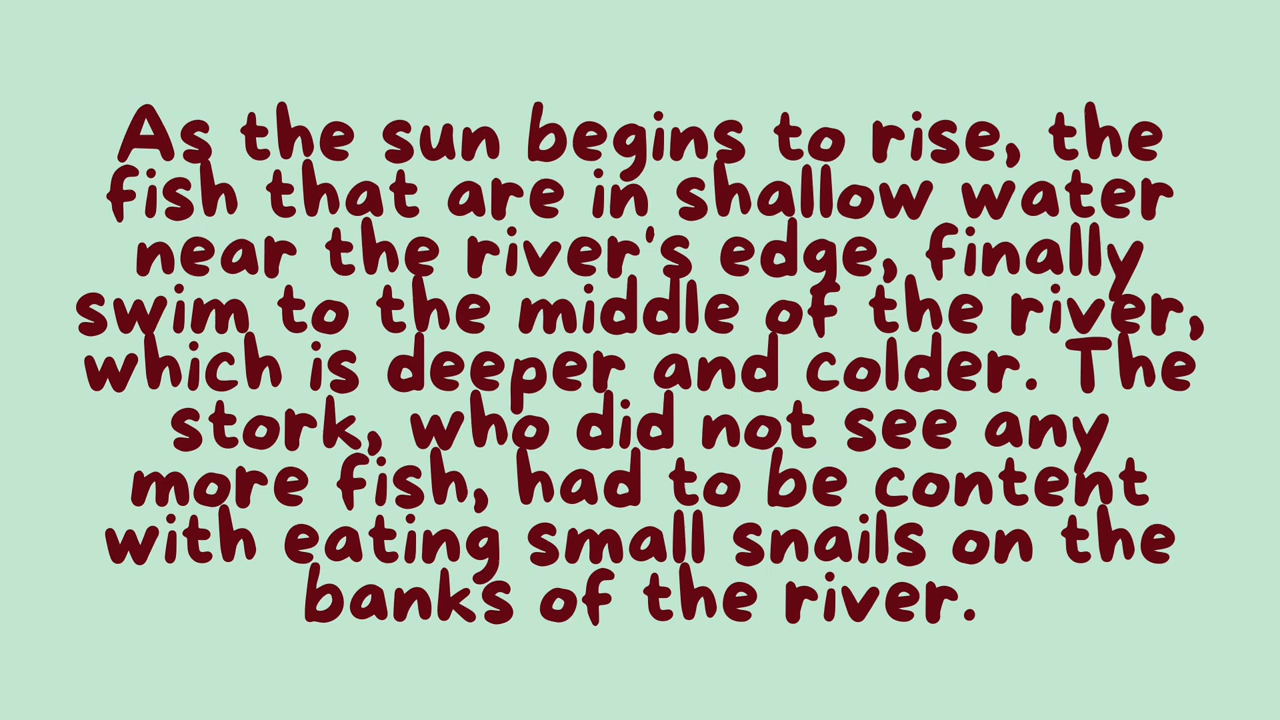 As the sun begins to rise, the
fish that are in shallow water
near the river's edge, finally
swim to the middle of the river,
which is deeper and colder. The
stork, who did not see any
more fish, had to be content
with eating small snails on the
banks of the river.